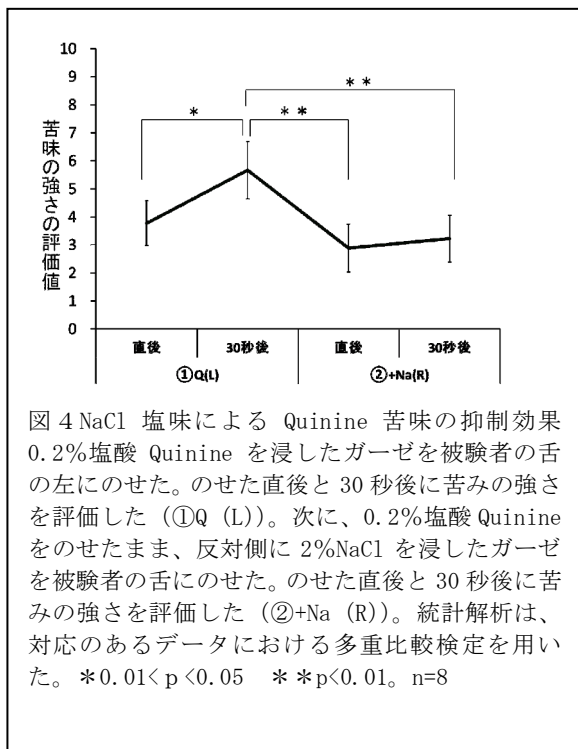 10
9
8
7
6
5
4
3
2
1
0
苦味の強さの評価値
*
**
**
直後 30秒後 直後 30秒後
①Q(L) ②+Na(R)
図4 NaCl 塩味による Quinine 苦味の抑制効果
0.2%塩酸 Quinine を浸したガーゼを被験者の舌
の左にのせた。のせた直後と 30 秒後に苦みの強さ
を評価した（①Q (L)）。次に、0.2%塩酸 Quinine
をのせたまま、反対側に 2%NaCl を浸したガーゼ
を被験者の舌にのせた。のせた直後と 30 秒後に苦
みの強さを評価した（②+Na (R)）。統計解析は、
対応のあるデータにおける多重比較検定を用い
た。＊0.01< p <0.05　＊＊p<0.01。n=8